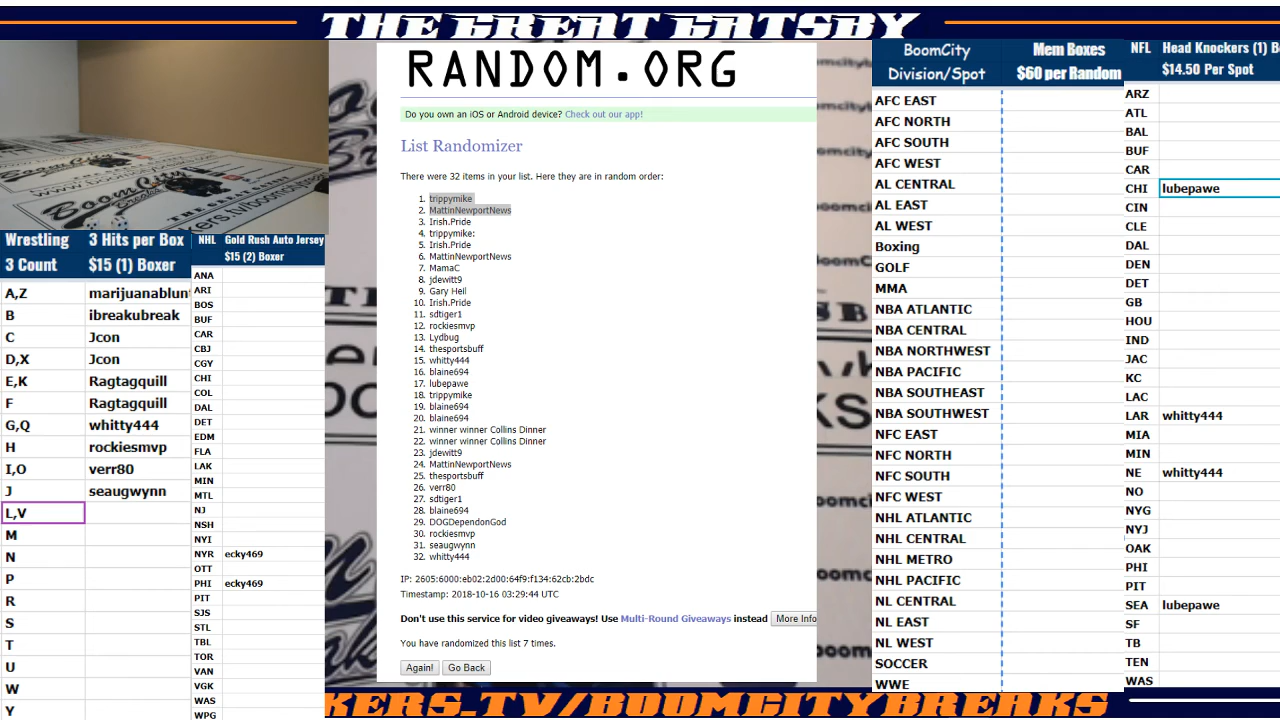 THE GREAT GATSBY
Wrestling 3 Hits per Box
3 Count $15 (1) Boxer
A,Z marijuanablun
B ibreakubreak
C Jcon
D,X Jcon
E,K Ragtagquill
F Ragtagquill
G,Q whitty444
H rockiesmvp
I,O verr80
J seaugwynn
L,V
M
N
P
R
S
T
U
W
Y
NHL Gold Rush Auto Jersey
$15 (2) Boxer
ANA
ARI
BOS
BUF
CAR
CBJ
CGY
CHI
COL
DAL
DET
EDM
FLA
LAK
MIN
MTL
NJ
NSH
NYI
NYR ecky469
OTT
PHI ecky469
PIT
SJS
STL
TBL
TOR
VAN
VGK
WAS
WPG
RANDOM.ORG
Do you own an iOS or Android device? Check out our app!
List Randomizer
There were 32 items in your list. Here they are in random order:
1. trippymike
2. MattinNewportNews
3. Irish.Pride
4. trippymike:
5. Irish.Pride
6. MattinNewportNews
7. MamaC
8. jdewitt9
9. Gary Heil
10. Irish.Pride
11. sdtiger1
12. rockiesmvp
13. Lydbug
14. thesportsbuff
15. whitty444
16. blaine694
17. lubepawe
18. trippymike
19. blaine694
20. blaine694
21. winner winner Collins Dinner
22. winner winner Collins Dinner
23. jdewitt9
24. MattinNewportNews
25. thesportsbuff
26. verr80
27. sdtiger1
28. blaine694
29. DOGDependonGod
30. rockiesmvp
31. seaugwynn
32. whitty444
IP: 2605:6000:eb02:2d00:64f9:f134:62cb:2bdc
Timestamp: 2018-10-16 03:29:44 UTC
Don't use this service for video giveaways! Use Multi-Round Giveaways instead More Info
You have randomized this list 7 times.
Again! Go Back
BoomCity Mem Boxes
Division/Spot $60 per Random
AFC EAST
AFC NORTH
AFC SOUTH
AFC WEST
AL CENTRAL
AL EAST
AL WEST
Boxing
GOLF
MMA
NBA ATLANTIC
NBA CENTRAL
NBA NORTHWEST
NBA PACIFIC
NBA SOUTHEAST
NBA SOUTHWEST
NFC EAST
NFC NORTH
NFC SOUTH
NFC WEST
NHL ATLANTIC
NHL CENTRAL
NHL METRO
NHL PACIFIC
NL CENTRAL
NL EAST
NL WEST
SOCCER
WWE
NFL Head Knockers (1) B
$14.50 Per Spot
ARZ
ATL
BAL
BUF
CAR
CHI lubepawe
CIN
CLE
DAL
DEN
DET
GB
HOU
IND
JAC
KC
LAC
LAR whitty444
MIA
MIN
NE whitty444
NO
NYG
NYJ
OAK
PHI
PIT
SEA lubepawe
SF
TB
TEN
WAS
KERS.TV/BOOMCITYBREAKS